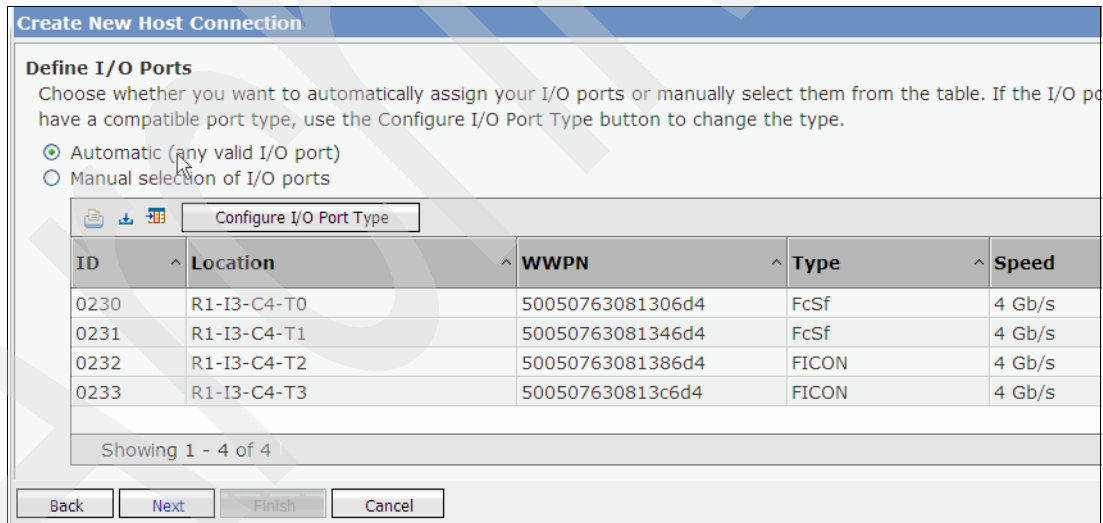 Create New Host Connection
Define I/O Ports
Choose whether you want to automatically assign your I/O ports or manually select them from the table. If the I/O po
have a compatible port type, use the Configure I/O Port Type button to change the type.
Automatic (any valid I/O port)
Manual selection of I/O ports
Configure I/O Port Type
ID Location WWPN Type Speed
0230 R1-I3-C4-T0 50050763081306d4 FcSf 4 Gb/s
0231 R1-I3-C4-T1 50050763081346d4 FcSf 4 Gb/s
0232 R1-I3-C4-T2 50050763081386d4 FICON 4 Gb/s
0233 R1-I3-C4-T3 500507630813c6d4 FICON 4 Gb/s
Showing 1 - 4 of 4
Back Next Finish Cancel